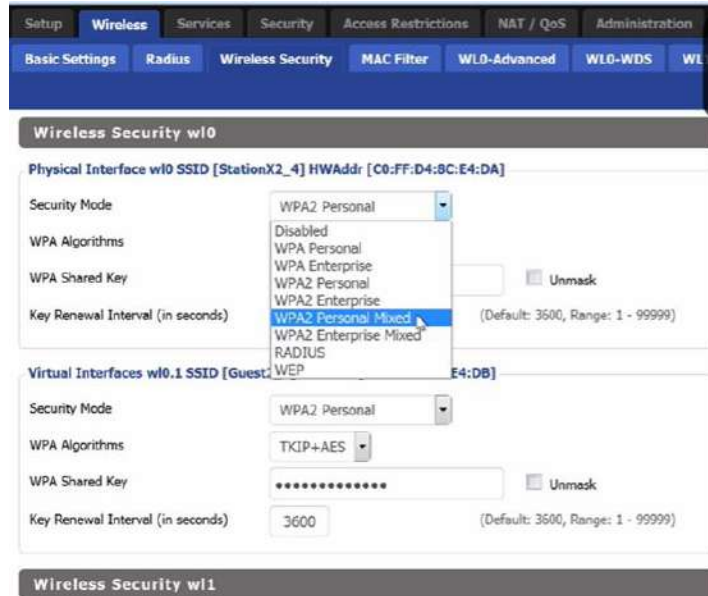 Setup Wireless Services Security Access Restrictions NAT / QoS Administration
Basic Settings Radius Wireless Security MAC Filter WL0-Advanced WL0-WDS
Wireless Security wl0
Physical Interface wl0 SSID [StationX2_4] HWAddr [C0:FF:D4:8C:E4:DA]
Security Mode WPA2 Personal
Disabled
WPA Algorithms
WPA Personal
WPA Enterprise
WPA Shared Key
WPA2 Personal
Unmask
WPA2 Enterprise
Key Renewal Interval (in seconds)
WPA2 Personal Mixed
(Default: 3600, Range: 1 - 99999)
WPA2 Enterprise Mixed
RADIUS
WEP
Virtual Interfaces wl0.1 SSID E4:DB]
Security Mode WPA2 Personal
WPA Algorithms TKIP+AES
WPA Shared Key ••••••••••••• Unmask
Key Renewal Interval (in seconds) 3600 (Default: 3600, Range: 1 - 99999)
Wireless Security wl1